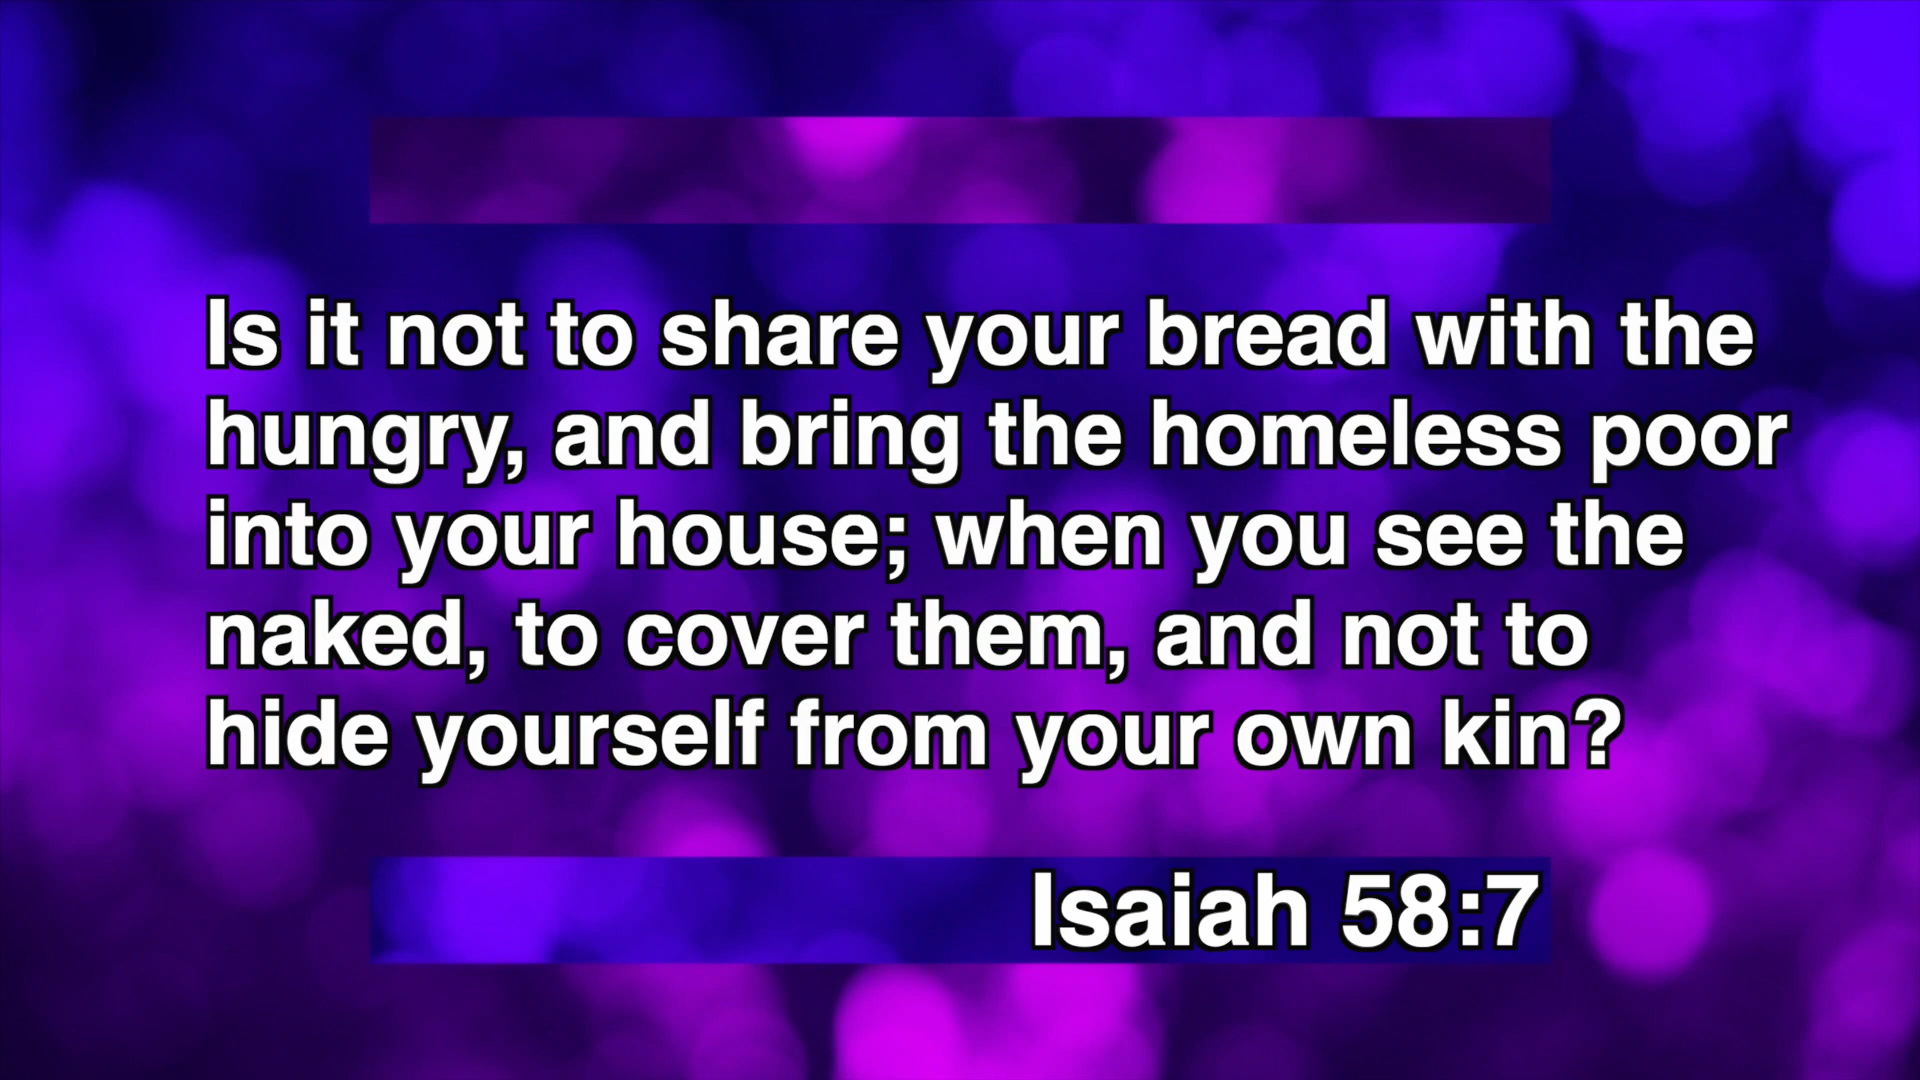 Is it not to share your bread with the
hungry, and bring the homeless poor
into your house; when you see the
naked, to cover them, and not to
hide yourself from your own kin?
Isaiah 58:7